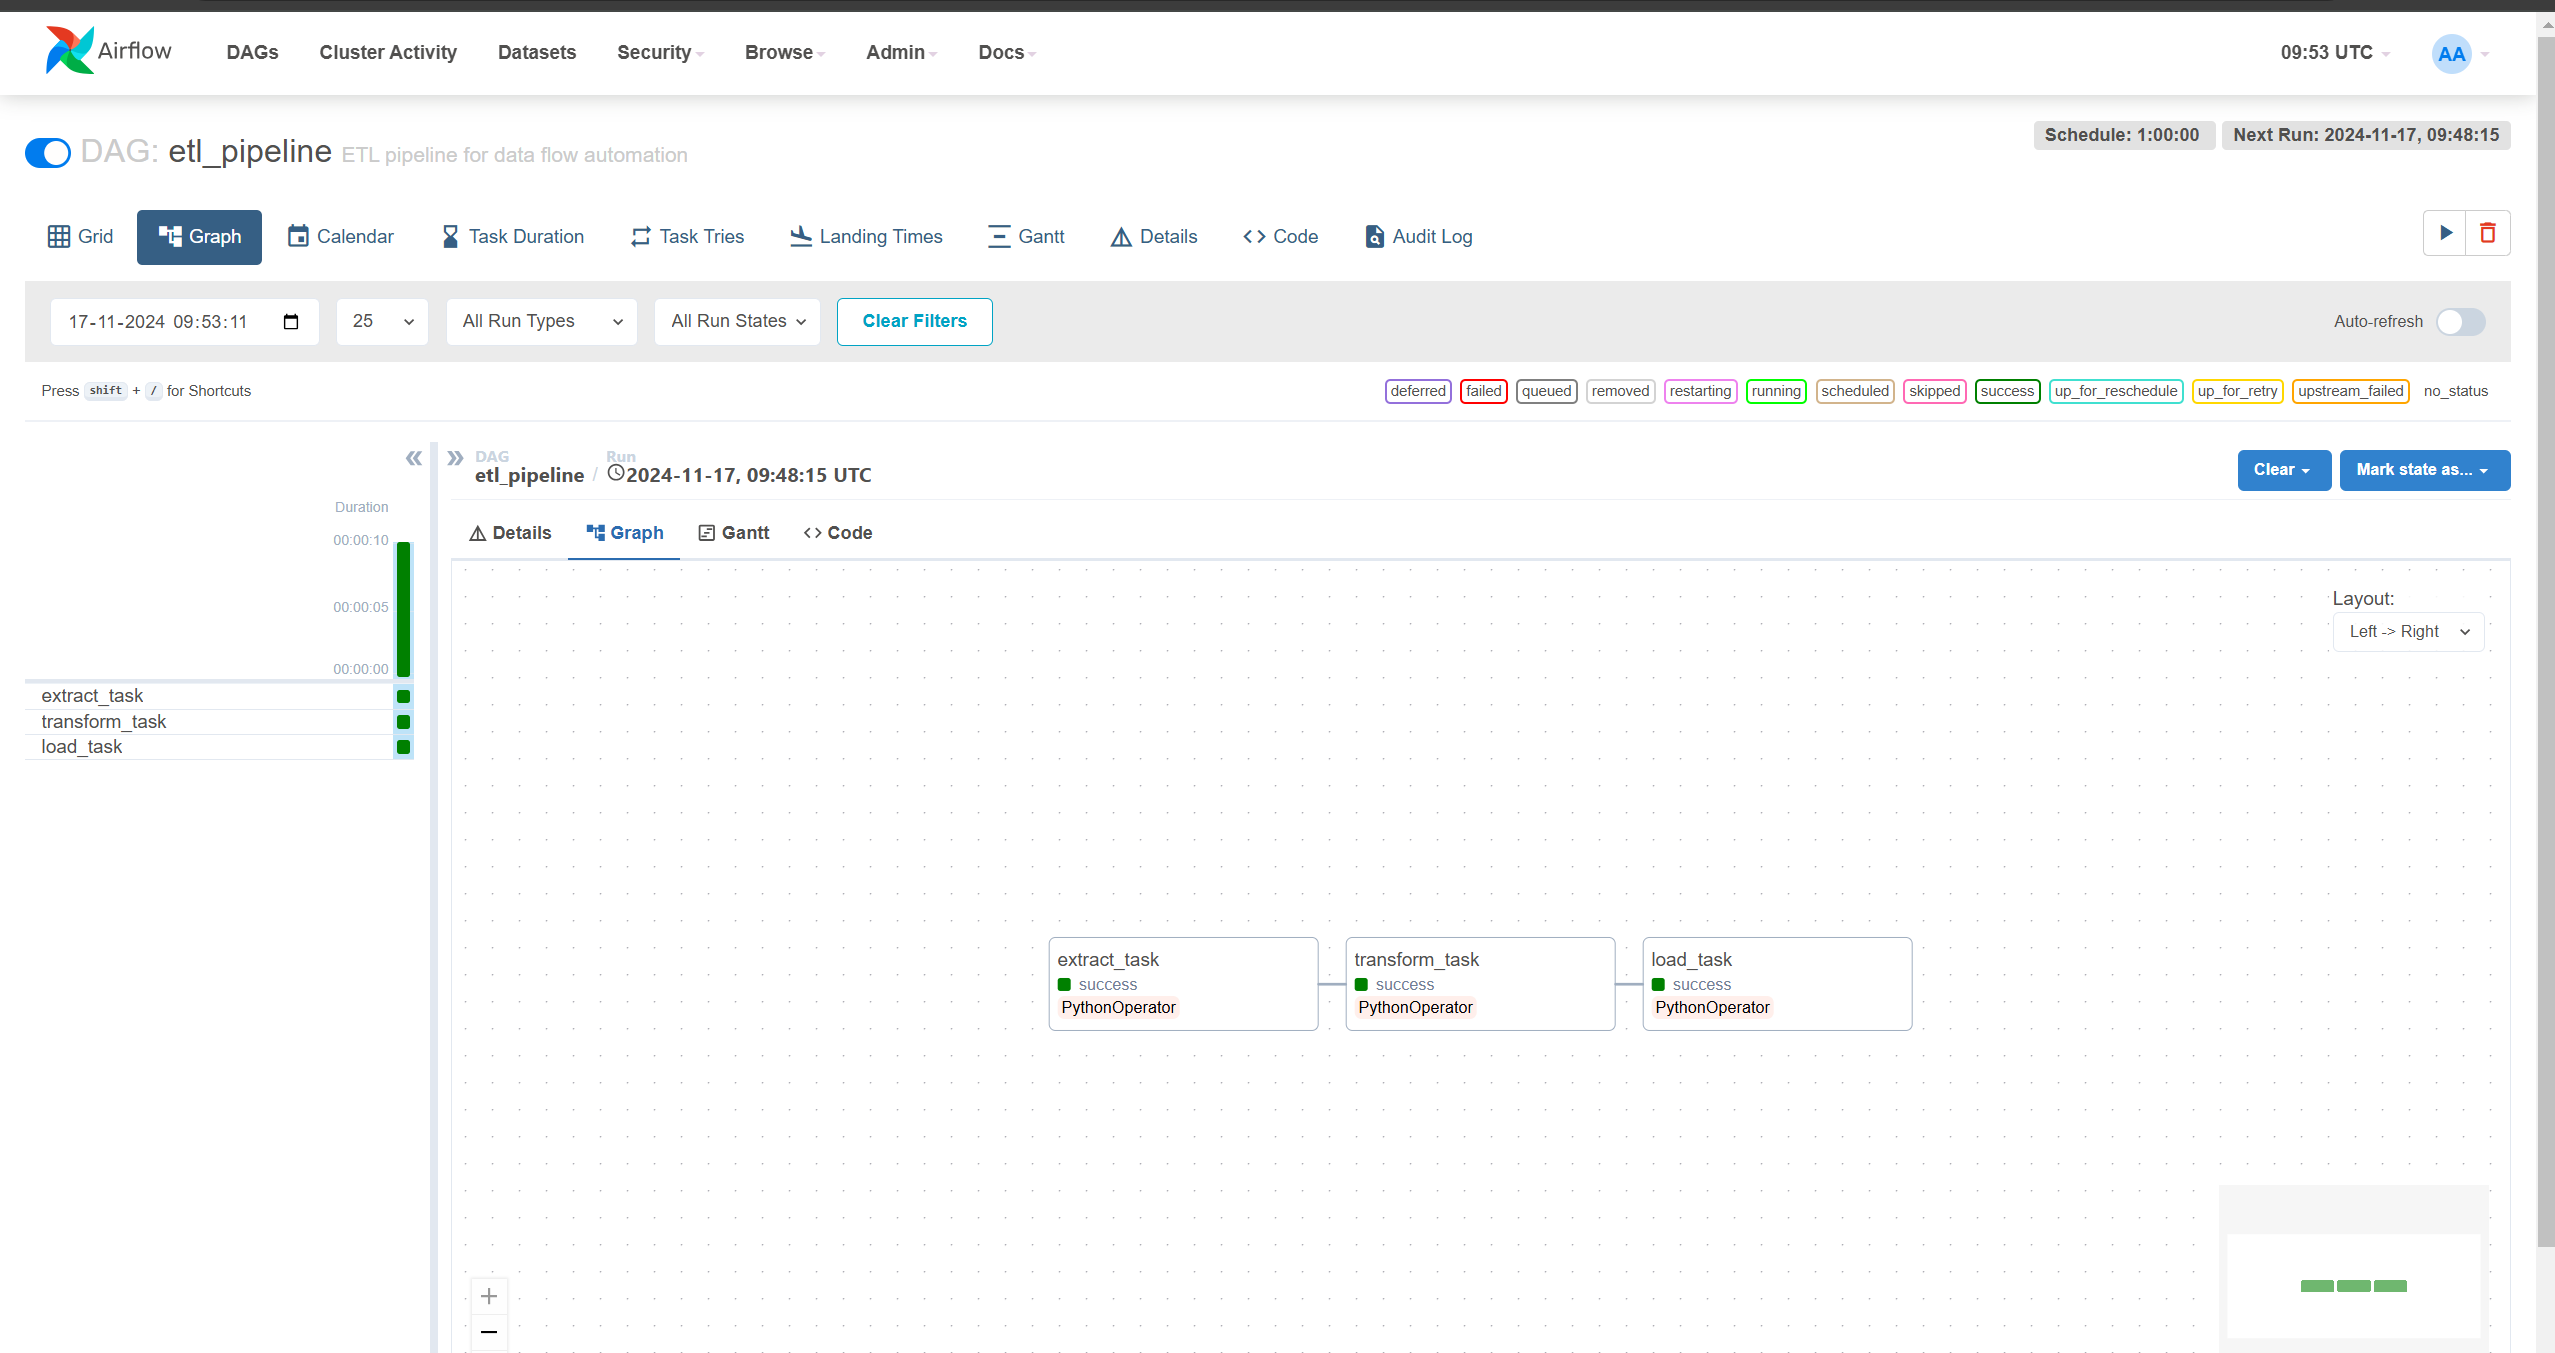 Airflow DAGs Cluster Activity Datasets Security Browse Admin Docs 09:53 UTC AA
DAG: etl_pipeline ETL pipeline for data flow automation Schedule: 1:00:00 Next Run: 2024-11-17, 09:48:15
Grid Graph Calendar Task Duration Task Tries Landing Times Gantt Details Code Audit Log
17-11-2024 09:53:11 25 All Run Types All Run States Clear Filters Auto-refresh
Press shift + / for Shortcuts deferred failed queued removed restarting running scheduled skipped success up_for_reschedule up_for_retry upstream_failed no_status
Duration
00:00:10
00:00:05
00:00:00
extract_task
transform_task
load_task
DAG Run
etl_pipeline / 2024-11-17, 09:48:15 UTC Clear Mark state as...
Details Graph Gantt Code
Layout:
Left -> Right
extract_task
success
PythonOperator
transform_task
success
PythonOperator
load_task
success
PythonOperator